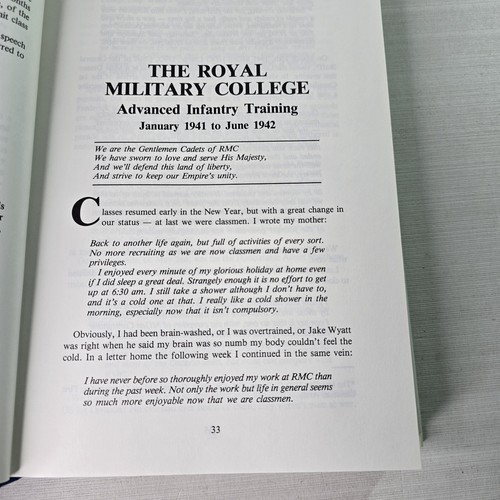 of the
nit class
speech
red to
THE ROYAL
MILITARY COLLEGE
Advanced Infantry Training
January 1941 to June 1942
We are the Gentlemen Cadets of RMC
We have sworn to love and serve His Majesty,
And we'll defend this land of liberty,
And strive to keep our Empire's unity.
Classes resumed early in the New Year, but with a great change in
our status — at last we were classmen. I wrote my mother:
Back to another life again, but full of activities of every sort.
No more recruiting as we are now classmen and have a few
privileges.
I enjoyed every minute of my glorious holiday at home even
if I did sleep a great deal. Strangely enough it is no effort to get
up at 6:30 am. I still take a shower although I don't have to,
and it's a cold one at that. I really like a cold shower in the
morning, especially now that it isn't compulsory.
Obviously, I had been brain-washed, or I was overtrained, or Jake Wyatt
was right when he said my brain was so numb my body couldn't feel the
cold. In a letter home the following week I continued in the same vein:
I have never before so thoroughly enjoyed my work at RMC than
during the past week. Not only the work but life in general seems
so much more enjoyable now that we are classmen.
33